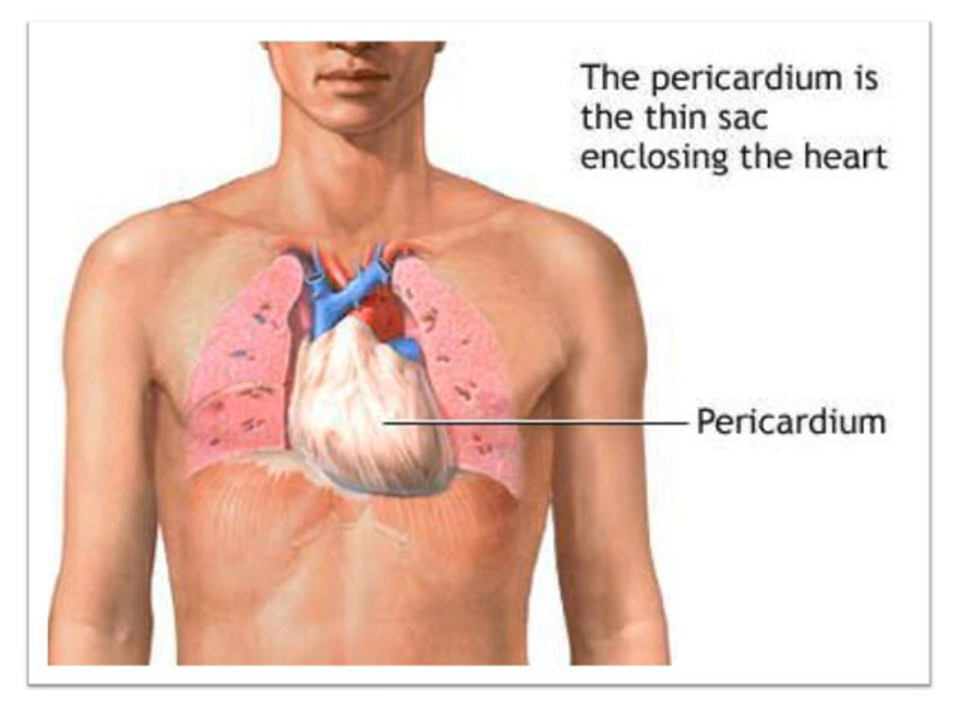 The pericardium is
the thin sac
enclosing the heart
Pericardium